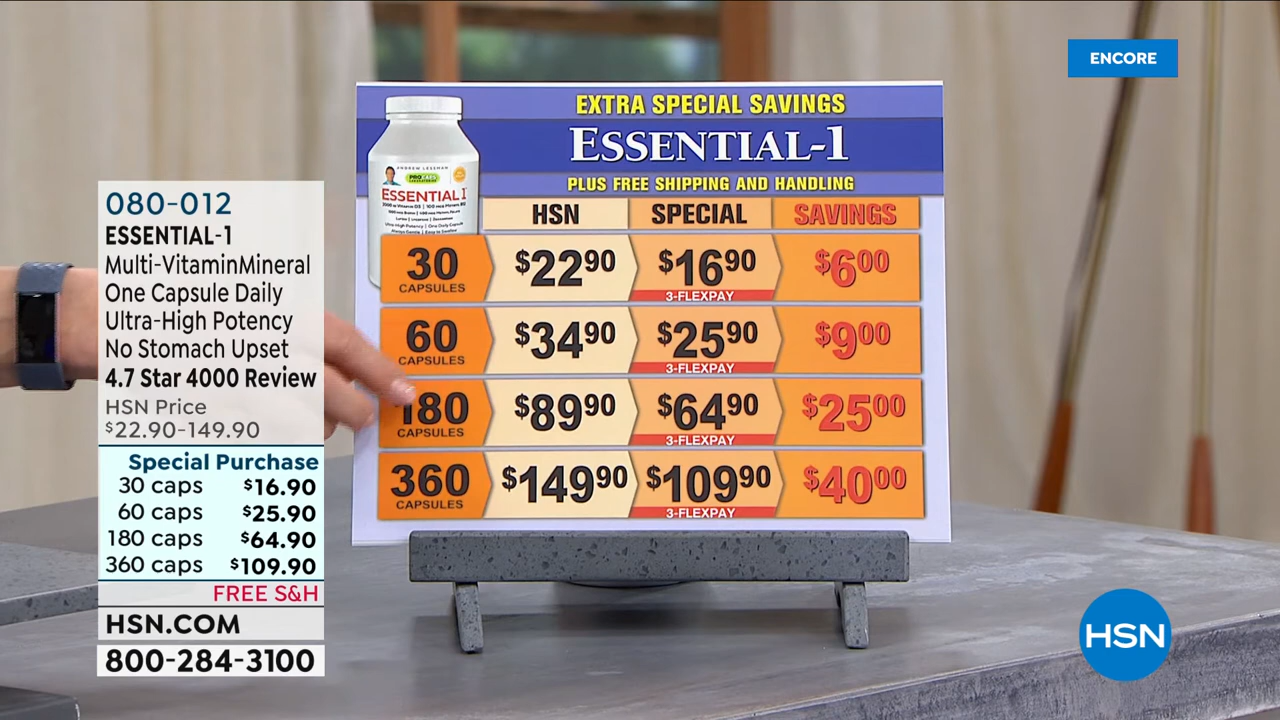 ENCORE
EXTRA SPECIAL SAVINGS
ESSENTIAL-1
PLUS FREE SHIPPING AND HANDLING
HSN SPECIAL SAVINGS
30 CAPSULES $22.90 $16.90 3-FLEXPAY $6.00
60 CAPSULES $34.90 $25.90 3-FLEXPAY $9.00
180 CAPSULES $89.90 $64.90 3-FLEXPAY $25.00
360 CAPSULES $149.90 $109.90 3-FLEXPAY $40.00
ANDREW LESSMAN
PROCAPS
LABORATORIES
ESSENTIAL 1
080-012
ESSENTIAL-1
Multi-VitaminMineral
One Capsule Daily
Ultra-High Potency
No Stomach Upset
4.7 Star 4000 Review
HSN Price
$22.90-149.90
Special Purchase
30 caps $16.90
60 caps $25.90
180 caps $64.90
360 caps $109.90
FREE S&H
HSN.COM
800-284-3100
HSN